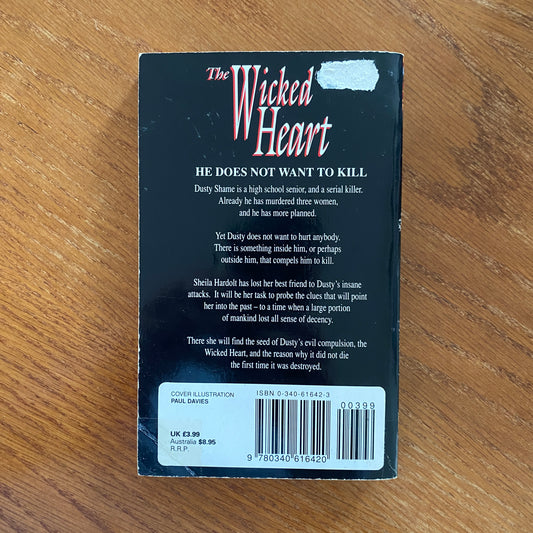 The Wicked
Heart
HE DOES NOT WANT TO KILL
Dusty Shame is a high school senior, and a serial killer.
Already he has murdered three women,
and he has more planned.
Yet Dusty does not want to hurt anybody.
There is something inside him, or perhaps
outside him, that compels him to kill.
Sheila Hardolt has lost her best friend to Dusty's insane
attacks. It will be her task to probe the clues that will point
her into the past – to a time when a large portion
of mankind lost all sense of decency.
There she will find the seed of Dusty's evil compulsion, the
Wicked Heart, and the reason why it did not die
the first time it was destroyed.
COVER ILLUSTRATION
PAUL DAVIES
UK £3.99
Australia $8.95
R.R.P.
ISBN 0-340-61642-3
00399
9 780340 616420